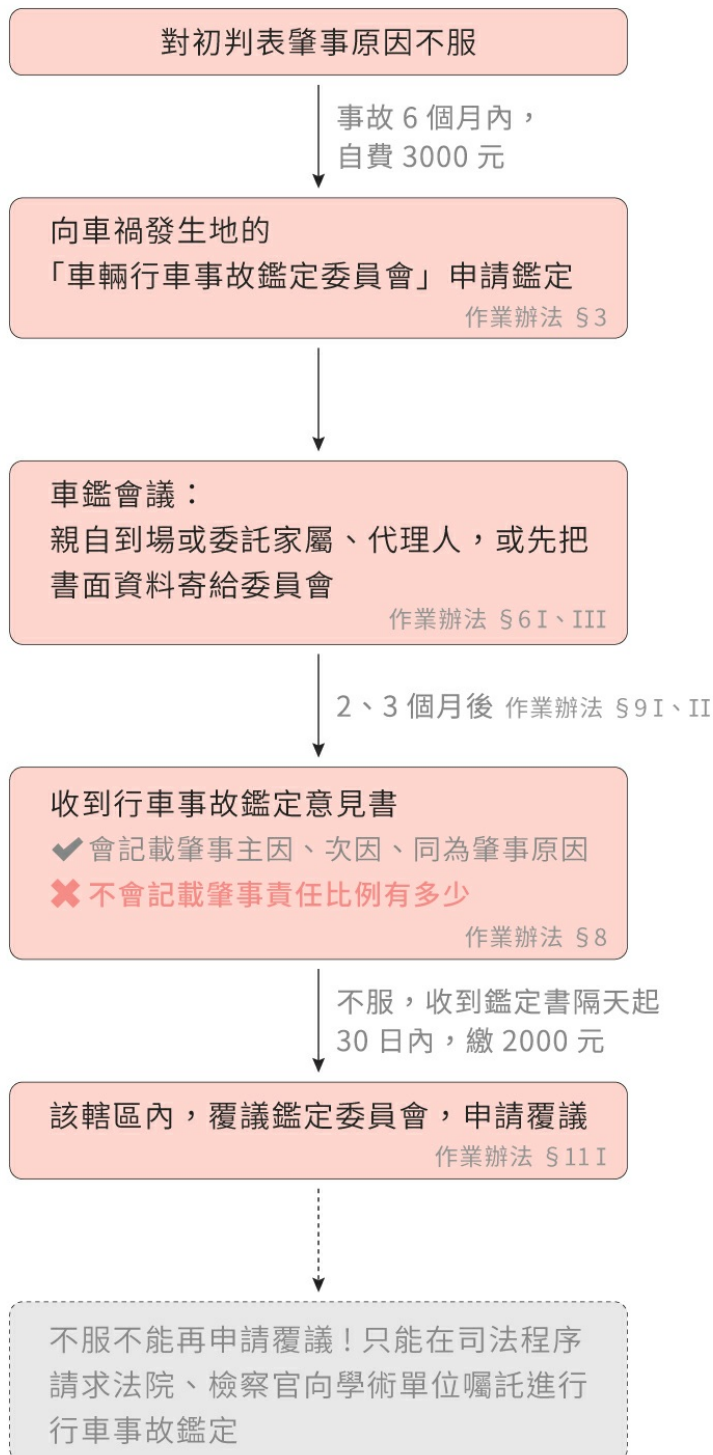 對初判表肇事原因不服
事故 6 個月內，
自費 3000 元
向車禍發生地的
「車輛行車事故鑑定委員會」申請鑑定
作業辦法 §3
車鑑會議：
親自到場或委託家屬、代理人，或先把
書面資料寄給委員會
作業辦法 §6 I、III
2、3 個月後 作業辦法 §9 I、II
收到行車事故鑑定意見書
✔ 會記載肇事主因、次因、同為肇事原因
✖ 不會記載肇事責任比例有多少
作業辦法 §8
不服，收到鑑定書隔天起
30 日內，繳 2000 元
該轄區內，覆議鑑定委員會，申請覆議
作業辦法 §11 I
不服不能再申請覆議！只能在司法程序
請求法院、檢察官向學術單位囑託進行
行車事故鑑定